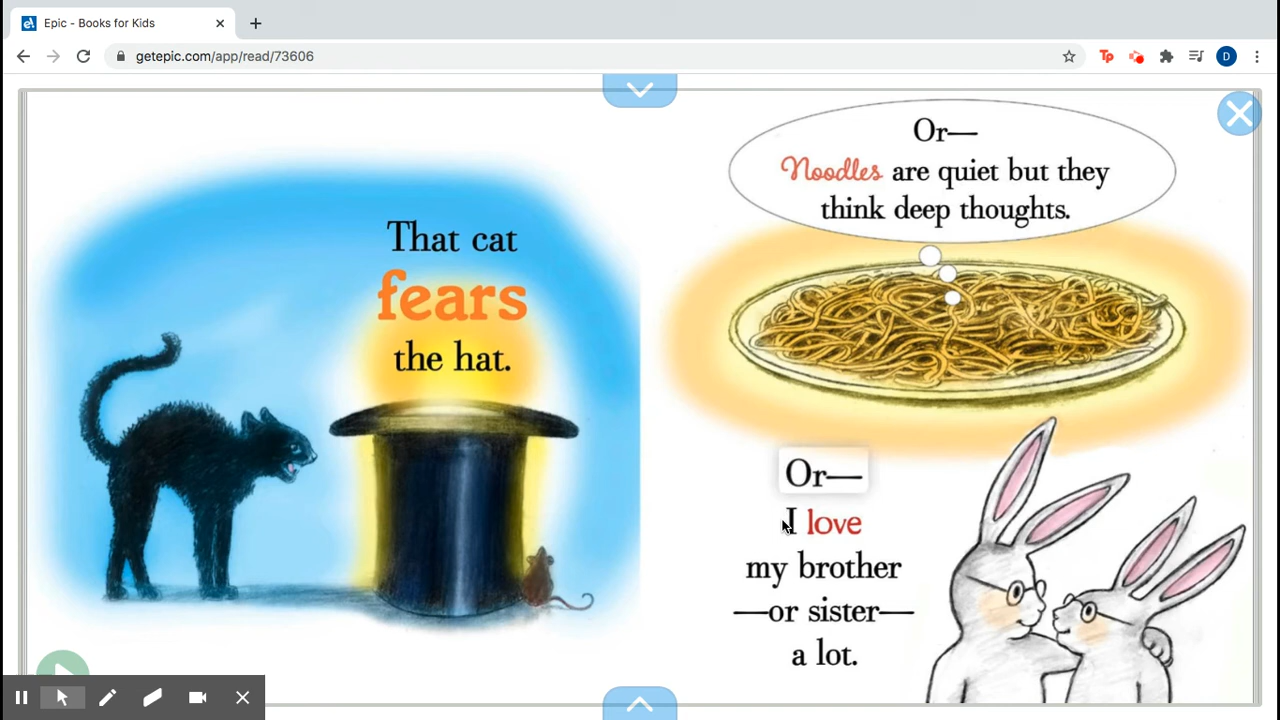 Epic - Books for Kids
getepic.com/app/read/73606
Tp
D
That cat
fears
the hat.
Or—
Noodles are quiet but they
think deep thoughts.
Or—
I love
my brother
—or sister—
a lot.